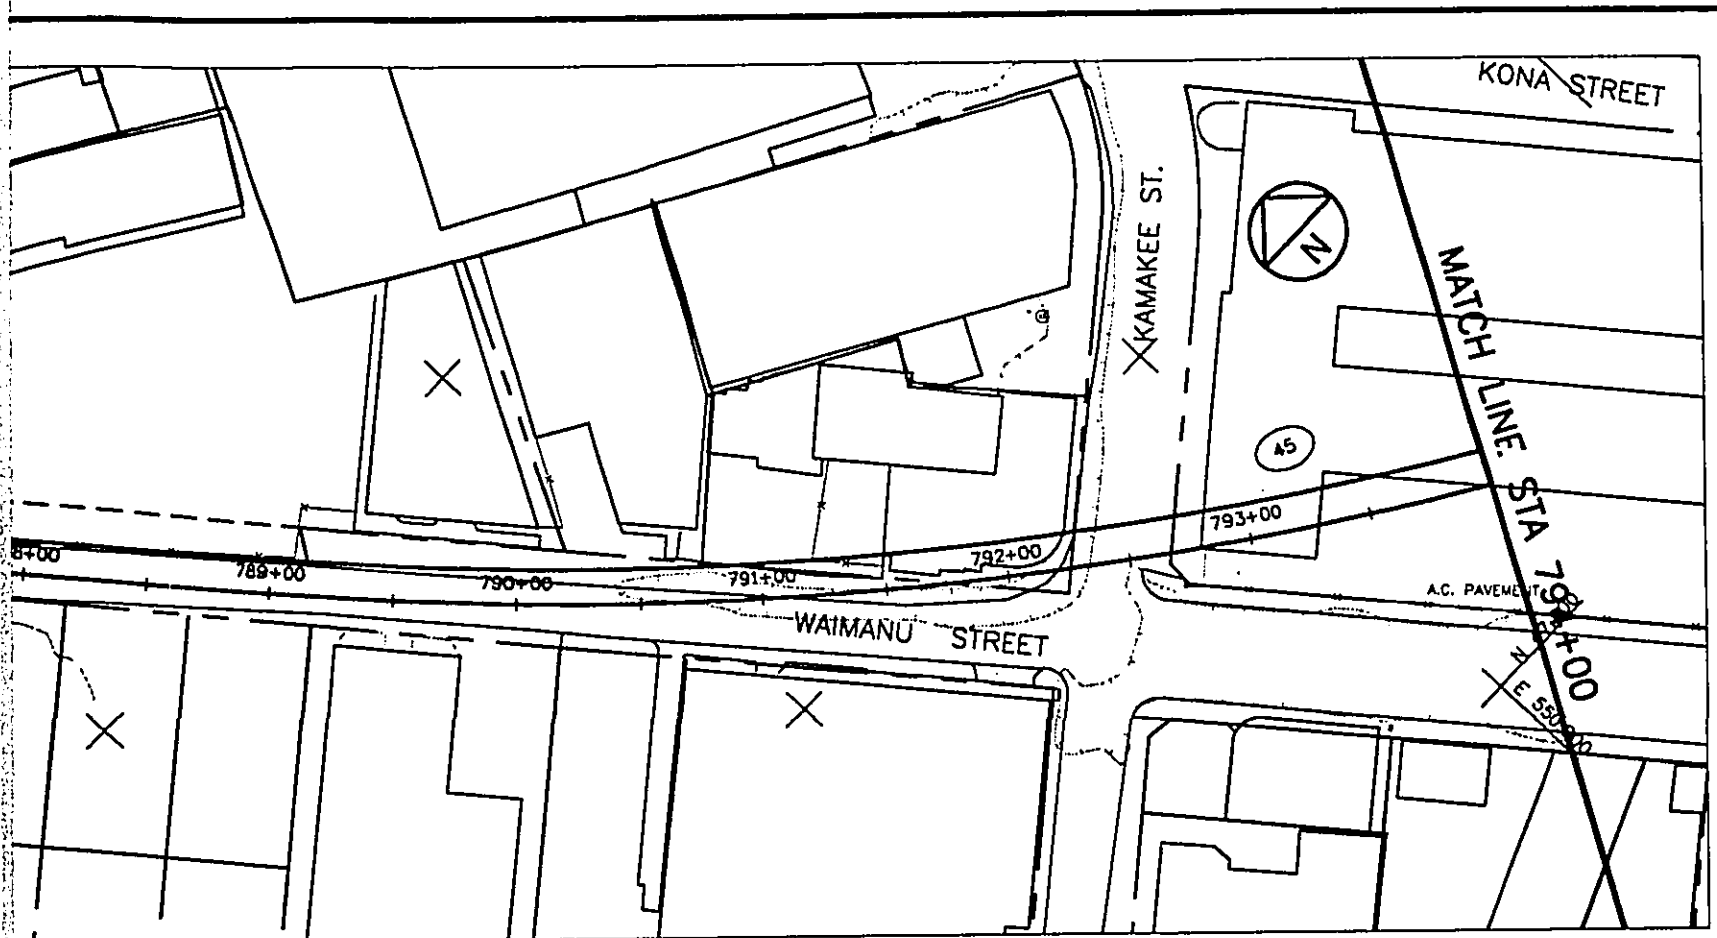 KONA STREET
KAMAKEE ST.
N
MATCH LINE STA 794+00
45
793+00
792+00
8+00
789+00
790+00
791+00
A.C. PAVEMENT
WAIMANU STREET
N
E